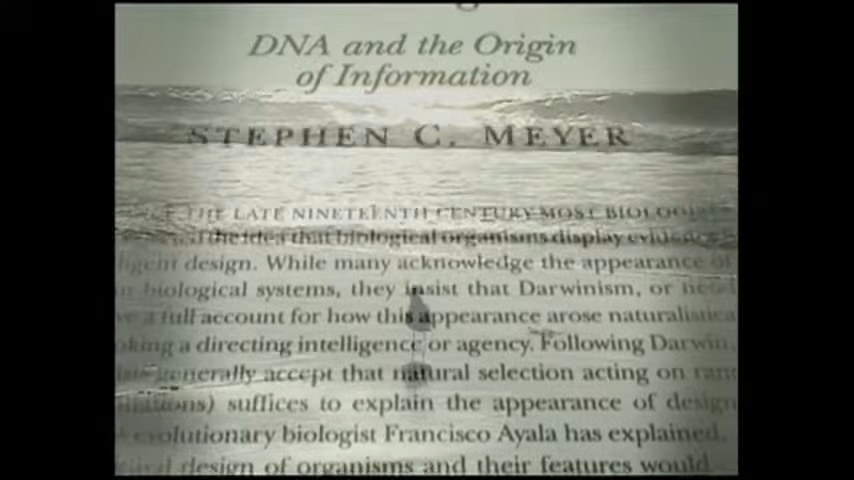 DNA and the Origin
of Information
STEPHEN C. MEYER
THE LATE NINETEENTH CENTURY MOST BIOLOGISTS
the idea that biological organisms display evidence
design. While many acknowledge the appearance of
biological systems, they insist that Darwinism, or
a full account for how this appearance arose
a directing intelligence or agency. Following Darwin,
generally accept that natural selection acting on
suffices to explain the appearance of design
evolutionary biologist Francisco Ayala has explained,
design of organisms and their features would